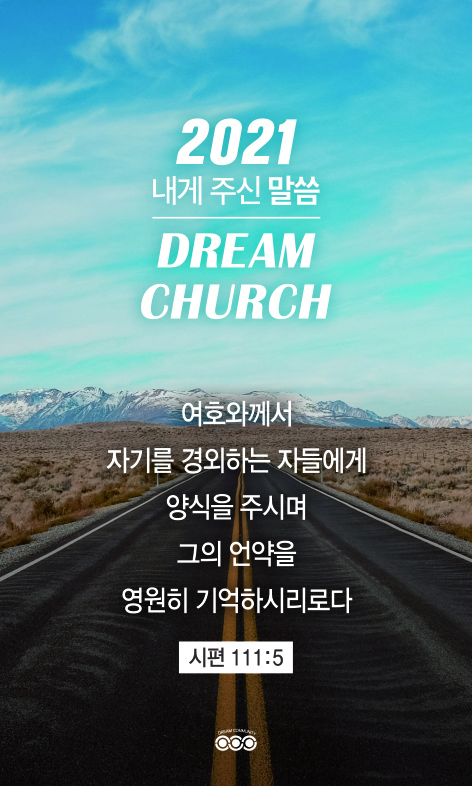 2021
내게 주신 말씀
DREAM
CHURCH
여호와께서
자기를 경외하는 자들에게
양식을 주시며
그의 언약을
영원히 기억하시리로다
시편 111:5
DREAM COMMUNITY